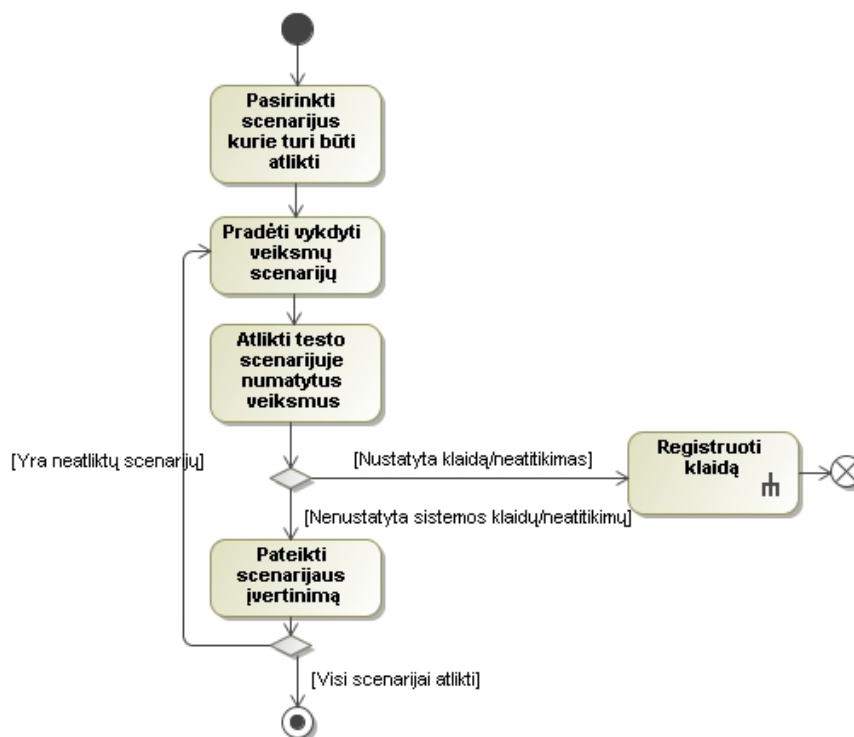 Pasirinkti
scenarijus
kurie turi būti
atlikti
Pradėti vykdyti
veiksmų
scenarijų
Atlikti testo
scenarijuje
numatytus
veiksmus
[Yra neatliktų scenarijų]
[Nustatyta klaidą/neatitikimas]
Registruoti
klaidą
[Nenustatyta sistemos klaidų/neatitikimų]
Pateikti
scenarijaus
įvertinimą
[Visi scenarijai atlikti]